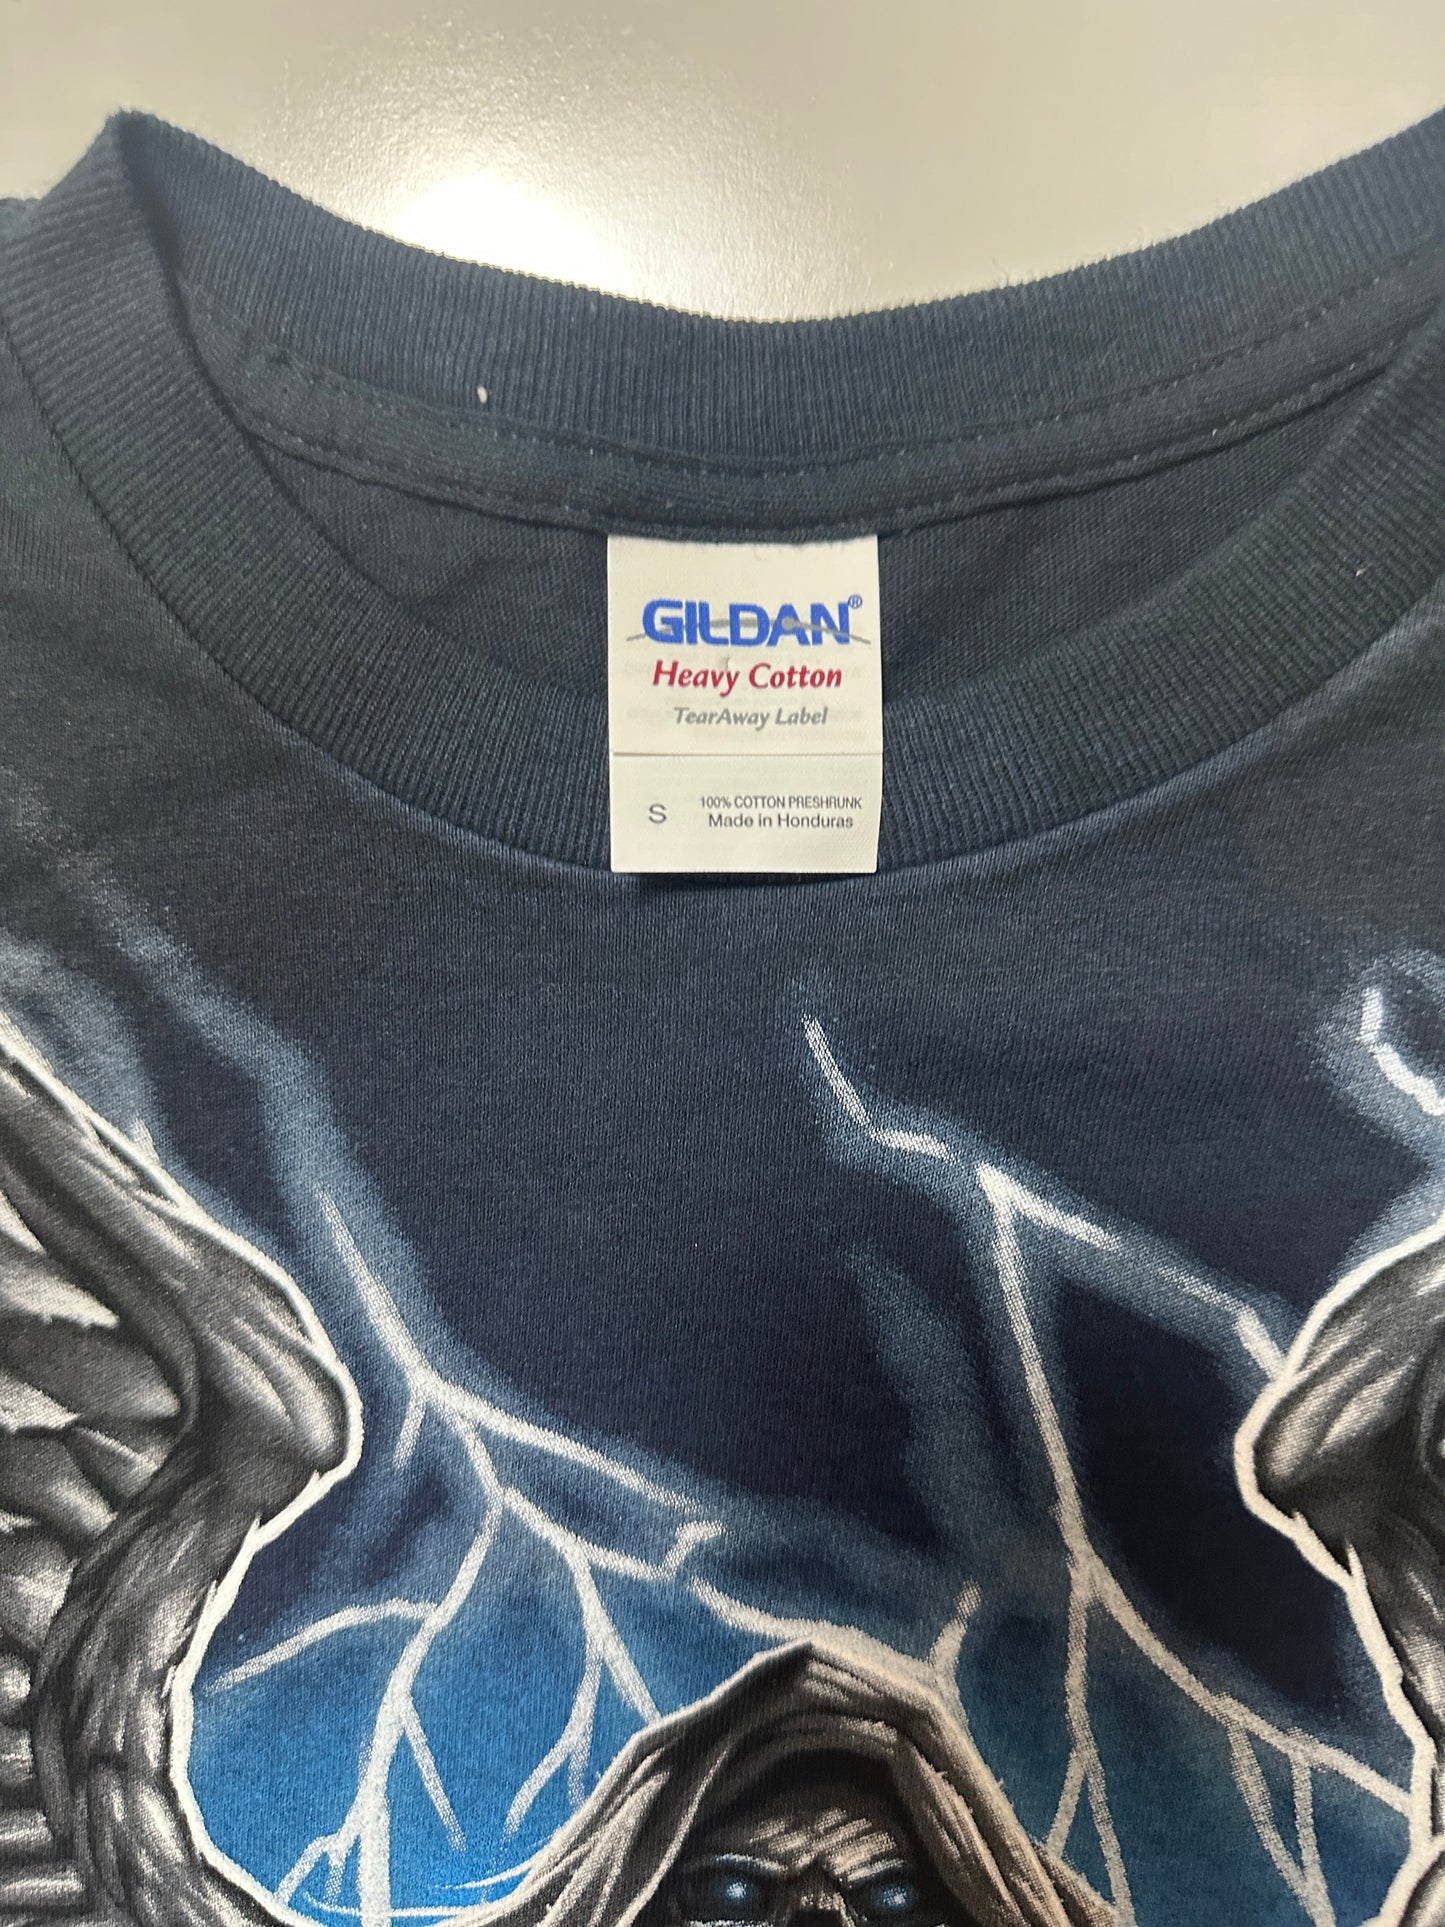 GILDAN®
Heavy Cotton
TearAway Label
S
100% COTTON PRESHRUNK
Made in Honduras